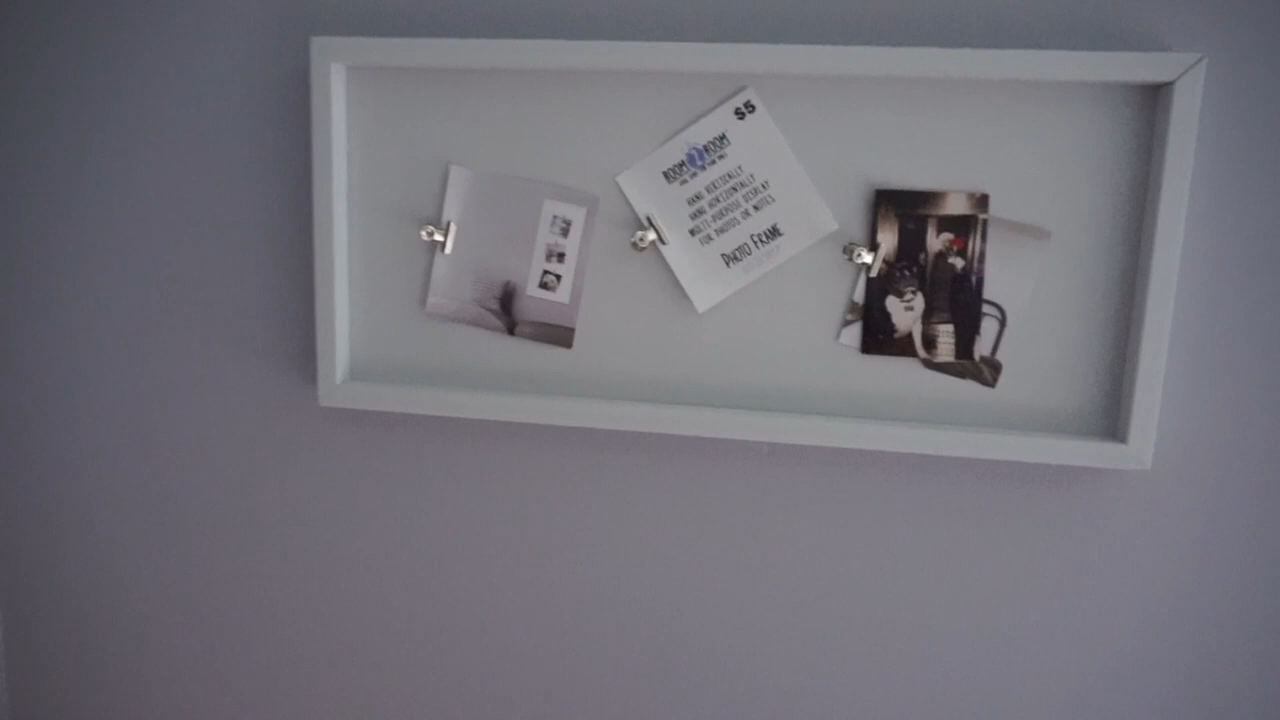 $5
ROOM 2 ROOM
HANG VERTICALLY
HANG HORIZONTALLY
MULTI-PURPOSE DISPLAY
FOR PHOTOS OR NOTES
PHOTO FRAME